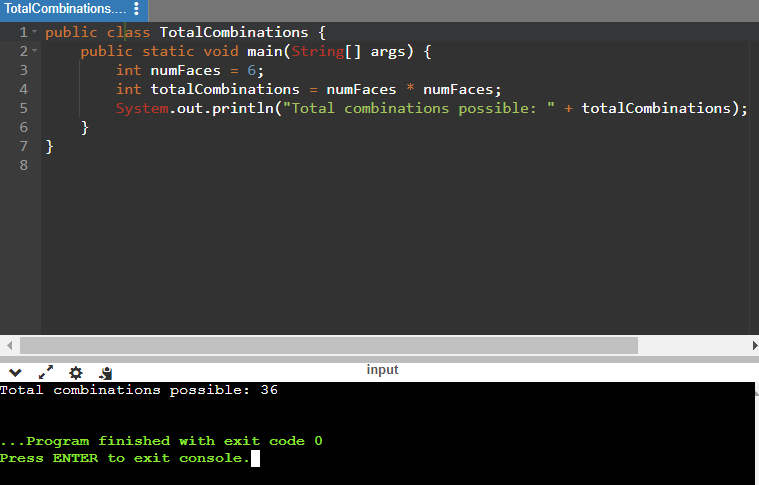 TotalCombinations....
1 public class TotalCombinations {
2 public static void main(String[] args) {
3 int numFaces = 6;
4 int totalCombinations = numFaces * numFaces;
5 System.out.println("Total combinations possible: " + totalCombinations);
6 }
7 }
8
input
Total combinations possible: 36
...Program finished with exit code 0
Press ENTER to exit console.